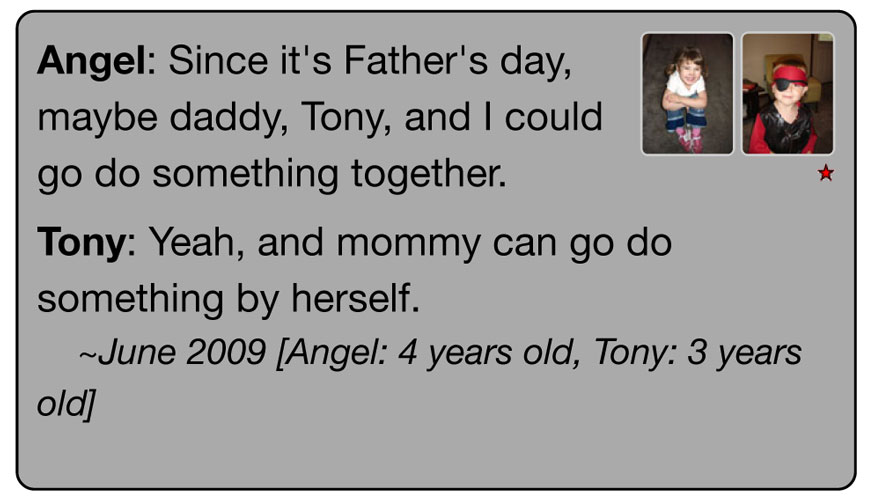 Angel: Since it's Father's day,
maybe daddy, Tony, and I could
go do something together.
Tony: Yeah, and mommy can go do
something by herself.
~June 2009 [Angel: 4 years old, Tony: 3 years
old]